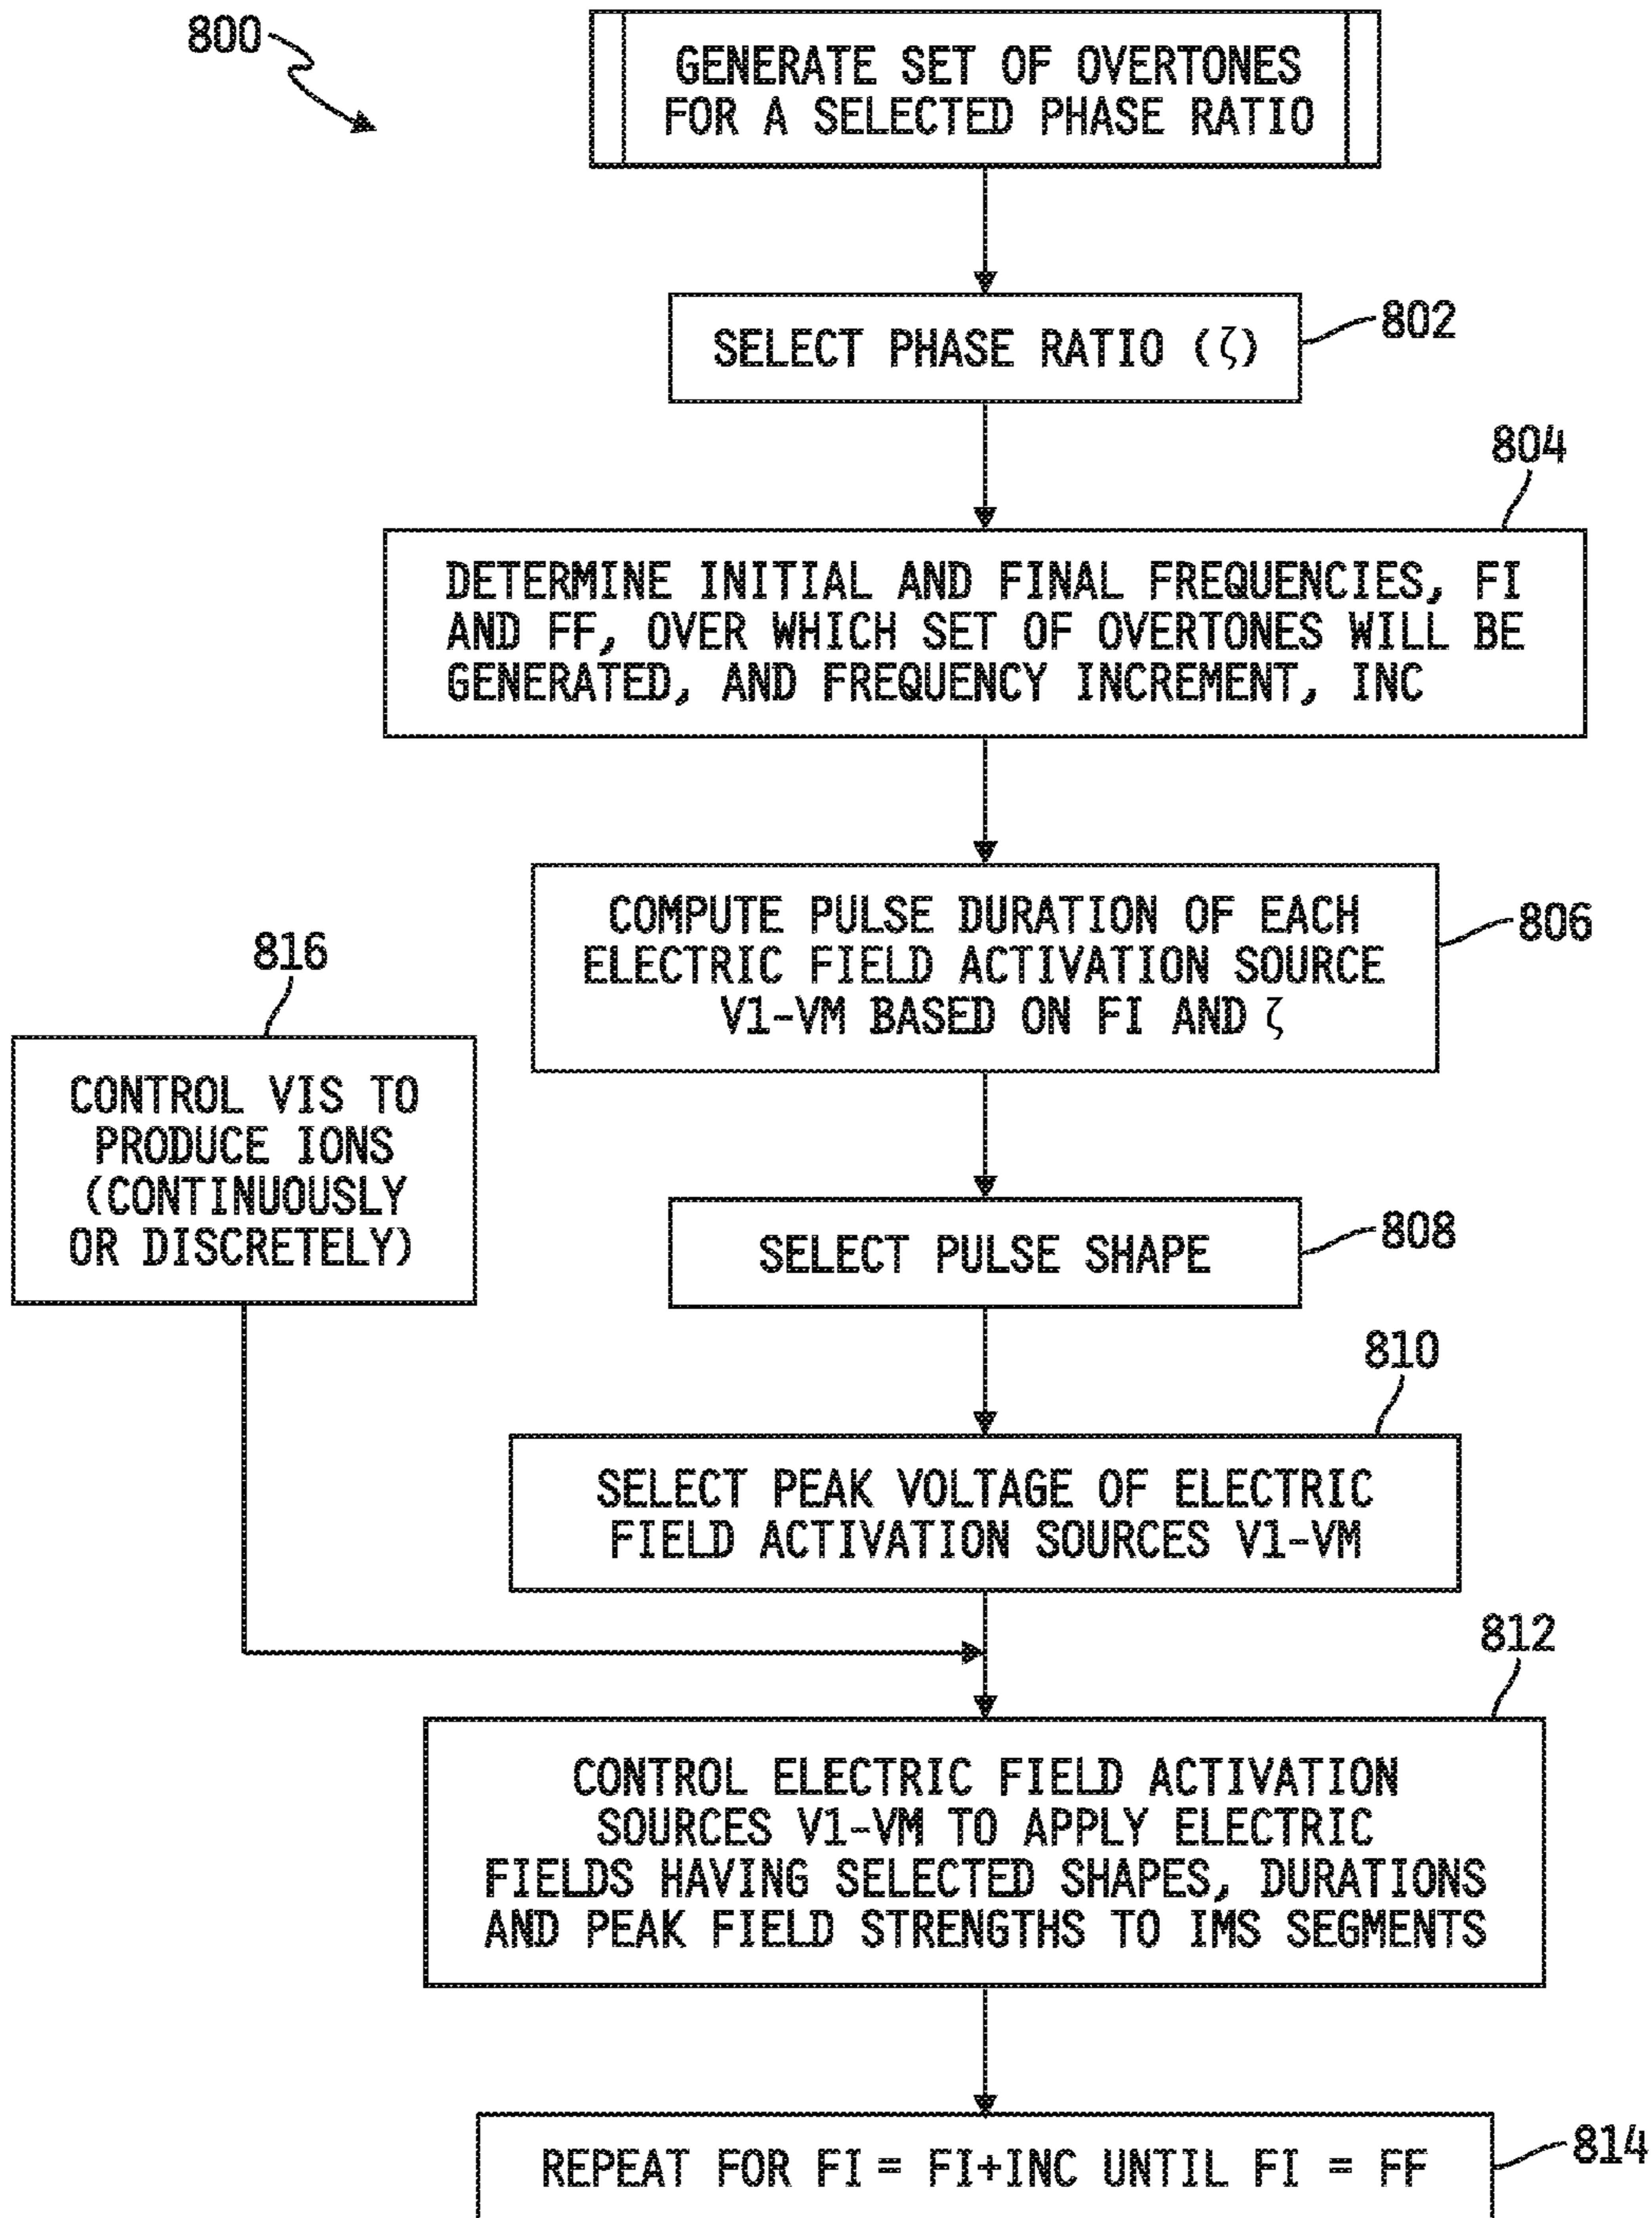 800
GENERATE SET OF OVERTONES
FOR A SELECTED PHASE RATIO
SELECT PHASE RATIO (ζ)
802
804
DETERMINE INITIAL AND FINAL FREQUENCIES, FI
AND FF, OVER WHICH SET OF OVERTONES WILL BE
GENERATED, AND FREQUENCY INCREMENT, INC
COMPUTE PULSE DURATION OF EACH
ELECTRIC FIELD ACTIVATION SOURCE
V1-VM BASED ON FI AND ζ
806
816
CONTROL VIS TO
PRODUCE IONS
(CONTINUOUSLY
OR DISCRETELY)
SELECT PULSE SHAPE
808
810
SELECT PEAK VOLTAGE OF ELECTRIC
FIELD ACTIVATION SOURCES V1-VM
812
CONTROL ELECTRIC FIELD ACTIVATION
SOURCES V1-VM TO APPLY ELECTRIC
FIELDS HAVING SELECTED SHAPES, DURATIONS
AND PEAK FIELD STRENGTHS TO IMS SEGMENTS
REPEAT FOR FI = FI+INC UNTIL FI = FF
814